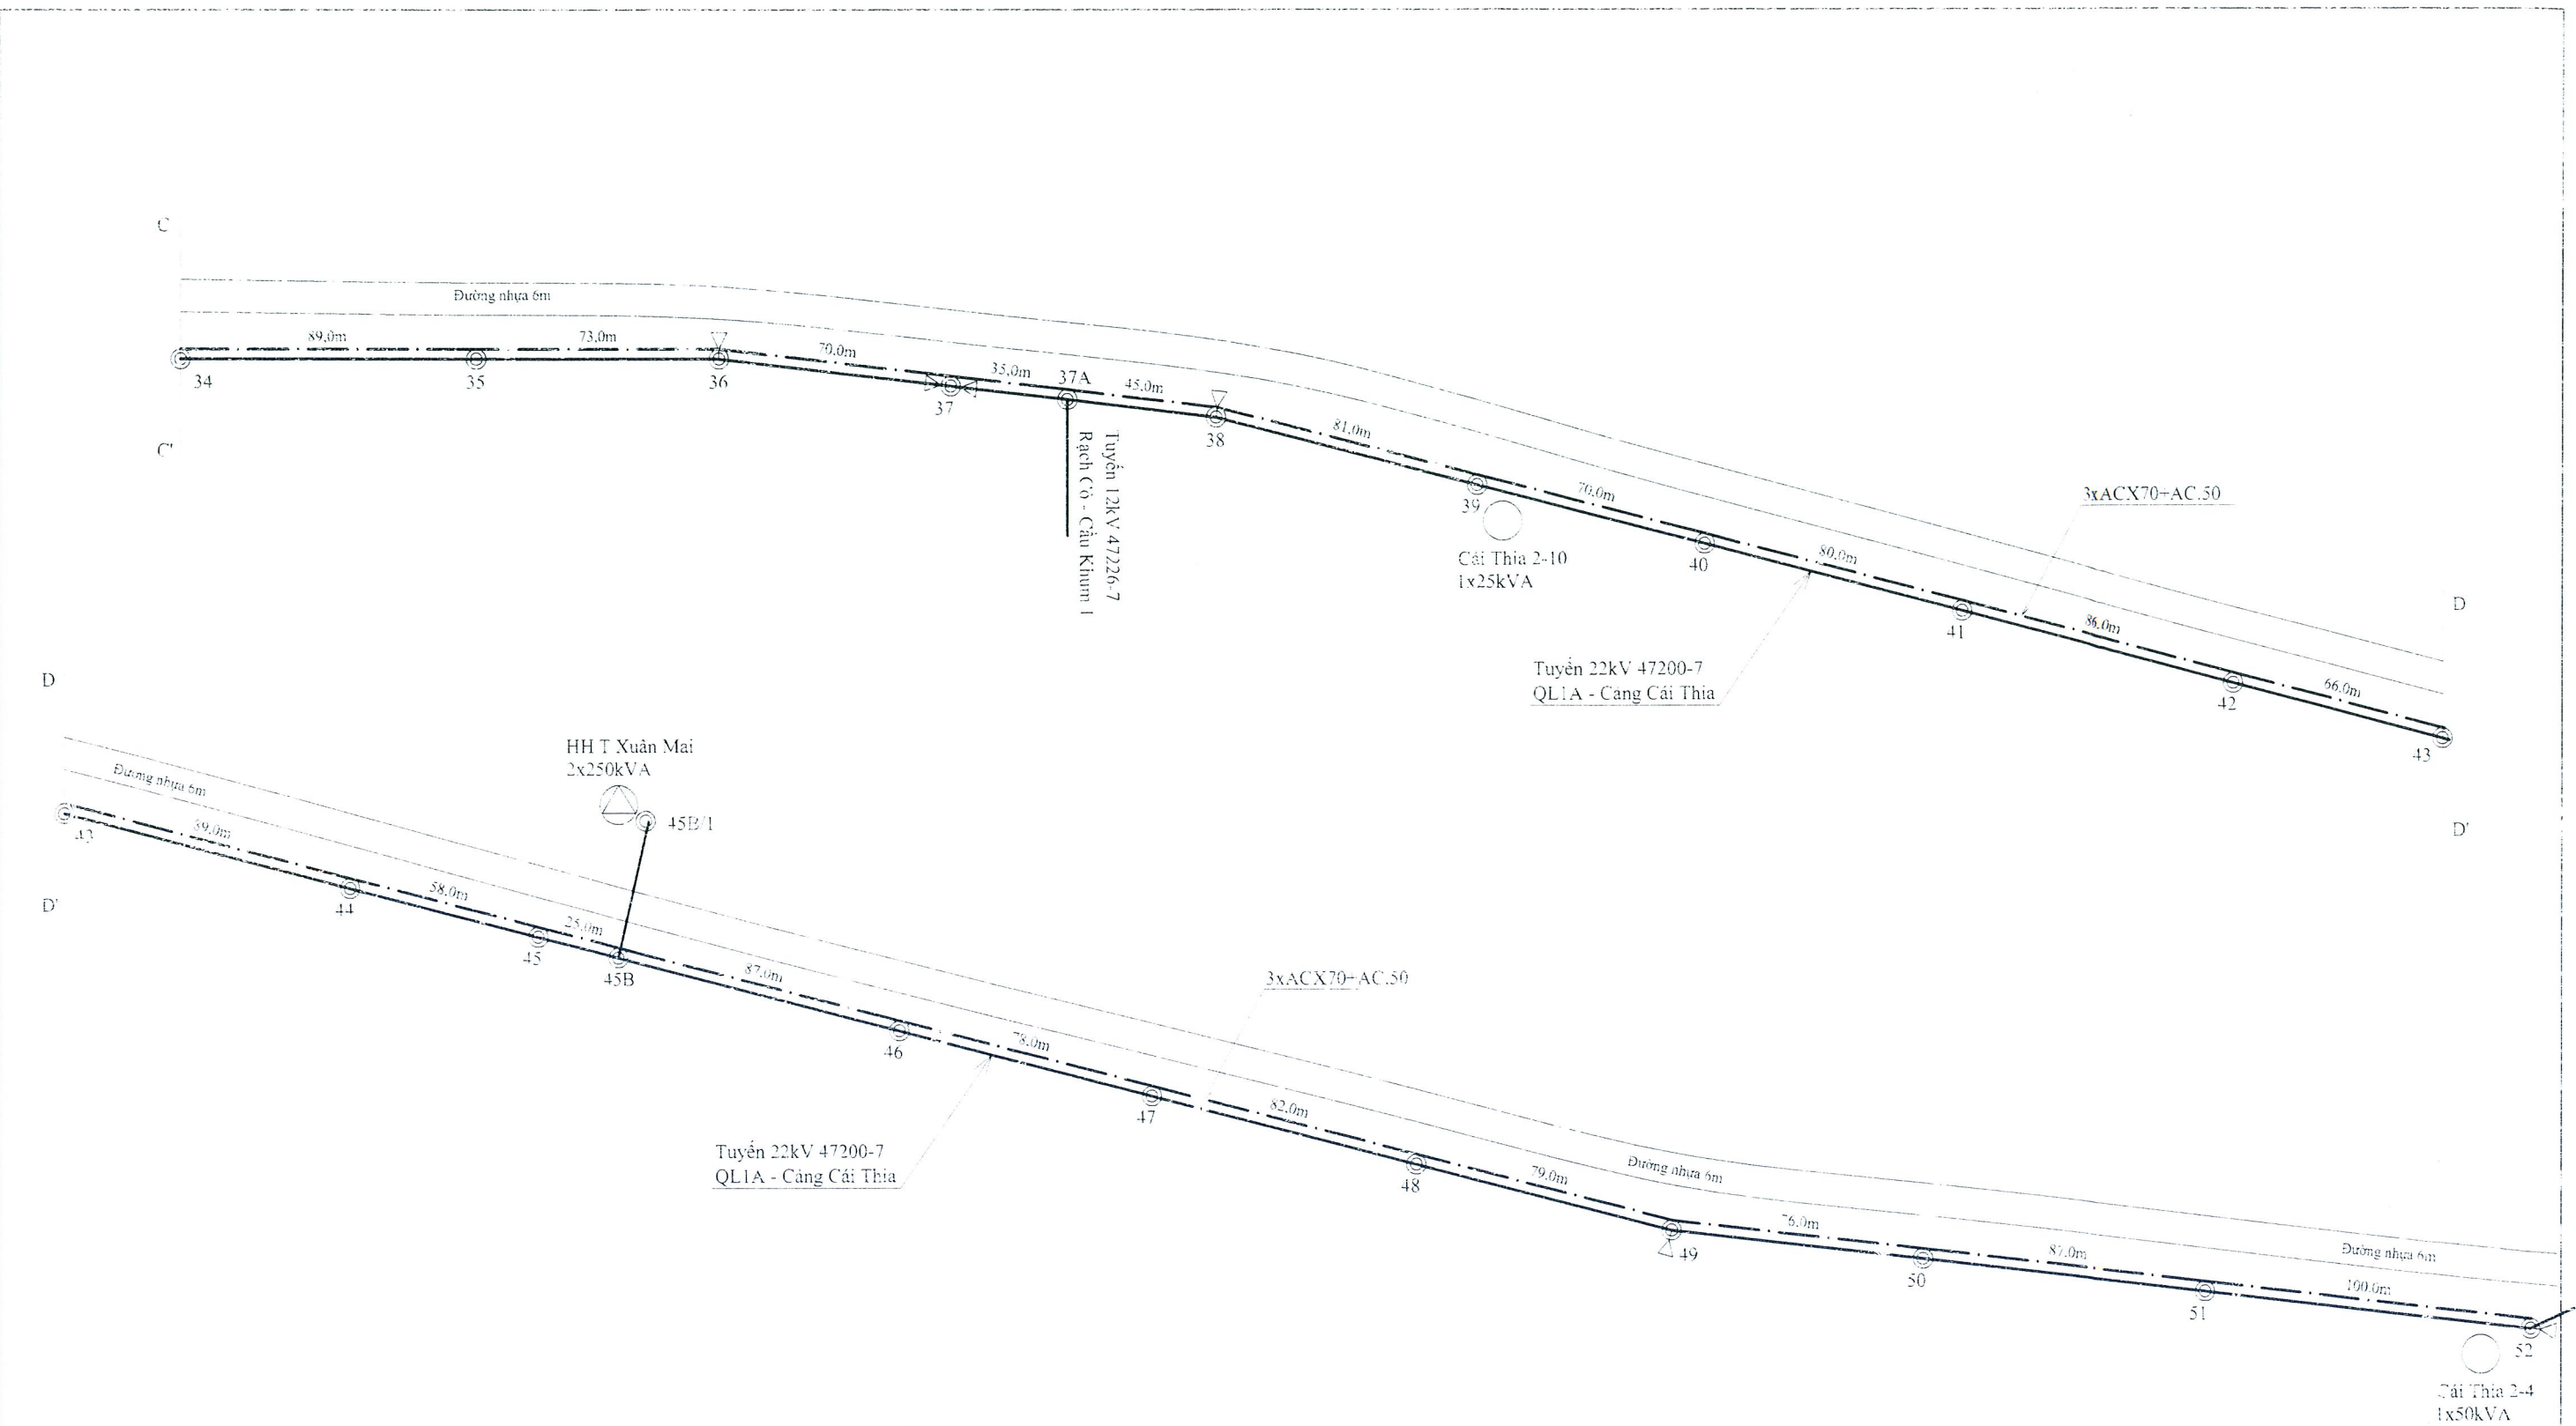 C
Đường nhựa 6m
89,0m
73,0m
70.0m
35,0m
37A
45.0m
34
35
36
37
38
C'
Tuyến 12kV 47226-7
Rạch Cô - Cầu Khum 1
81,0m
39
70.0m
3xACX70+AC.50
Cái Thia 2-10
1x25kVA
40
80.0m
41
86.0m
D
Tuyến 22kV 47200-7
QL1A - Cảng Cái Thia
42
66.0m
43
D'
D
HH T Xuân Mai
2x250kVA
Đường nhựa 6m
43
89.0m
45B/1
D'
44
58.0m
45
25.0m
45B
87.0m
3xACX70+AC.50
46
78.0m
47
82.0m
Tuyến 22kV 47200-7
QL1A - Cảng Cái Thia
48
79.0m
Đường nhựa 6m
49
76.0m
50
87.0m
Đường nhựa 6m
51
100.0m
52
Cái Thia 2-4
1x50kVA